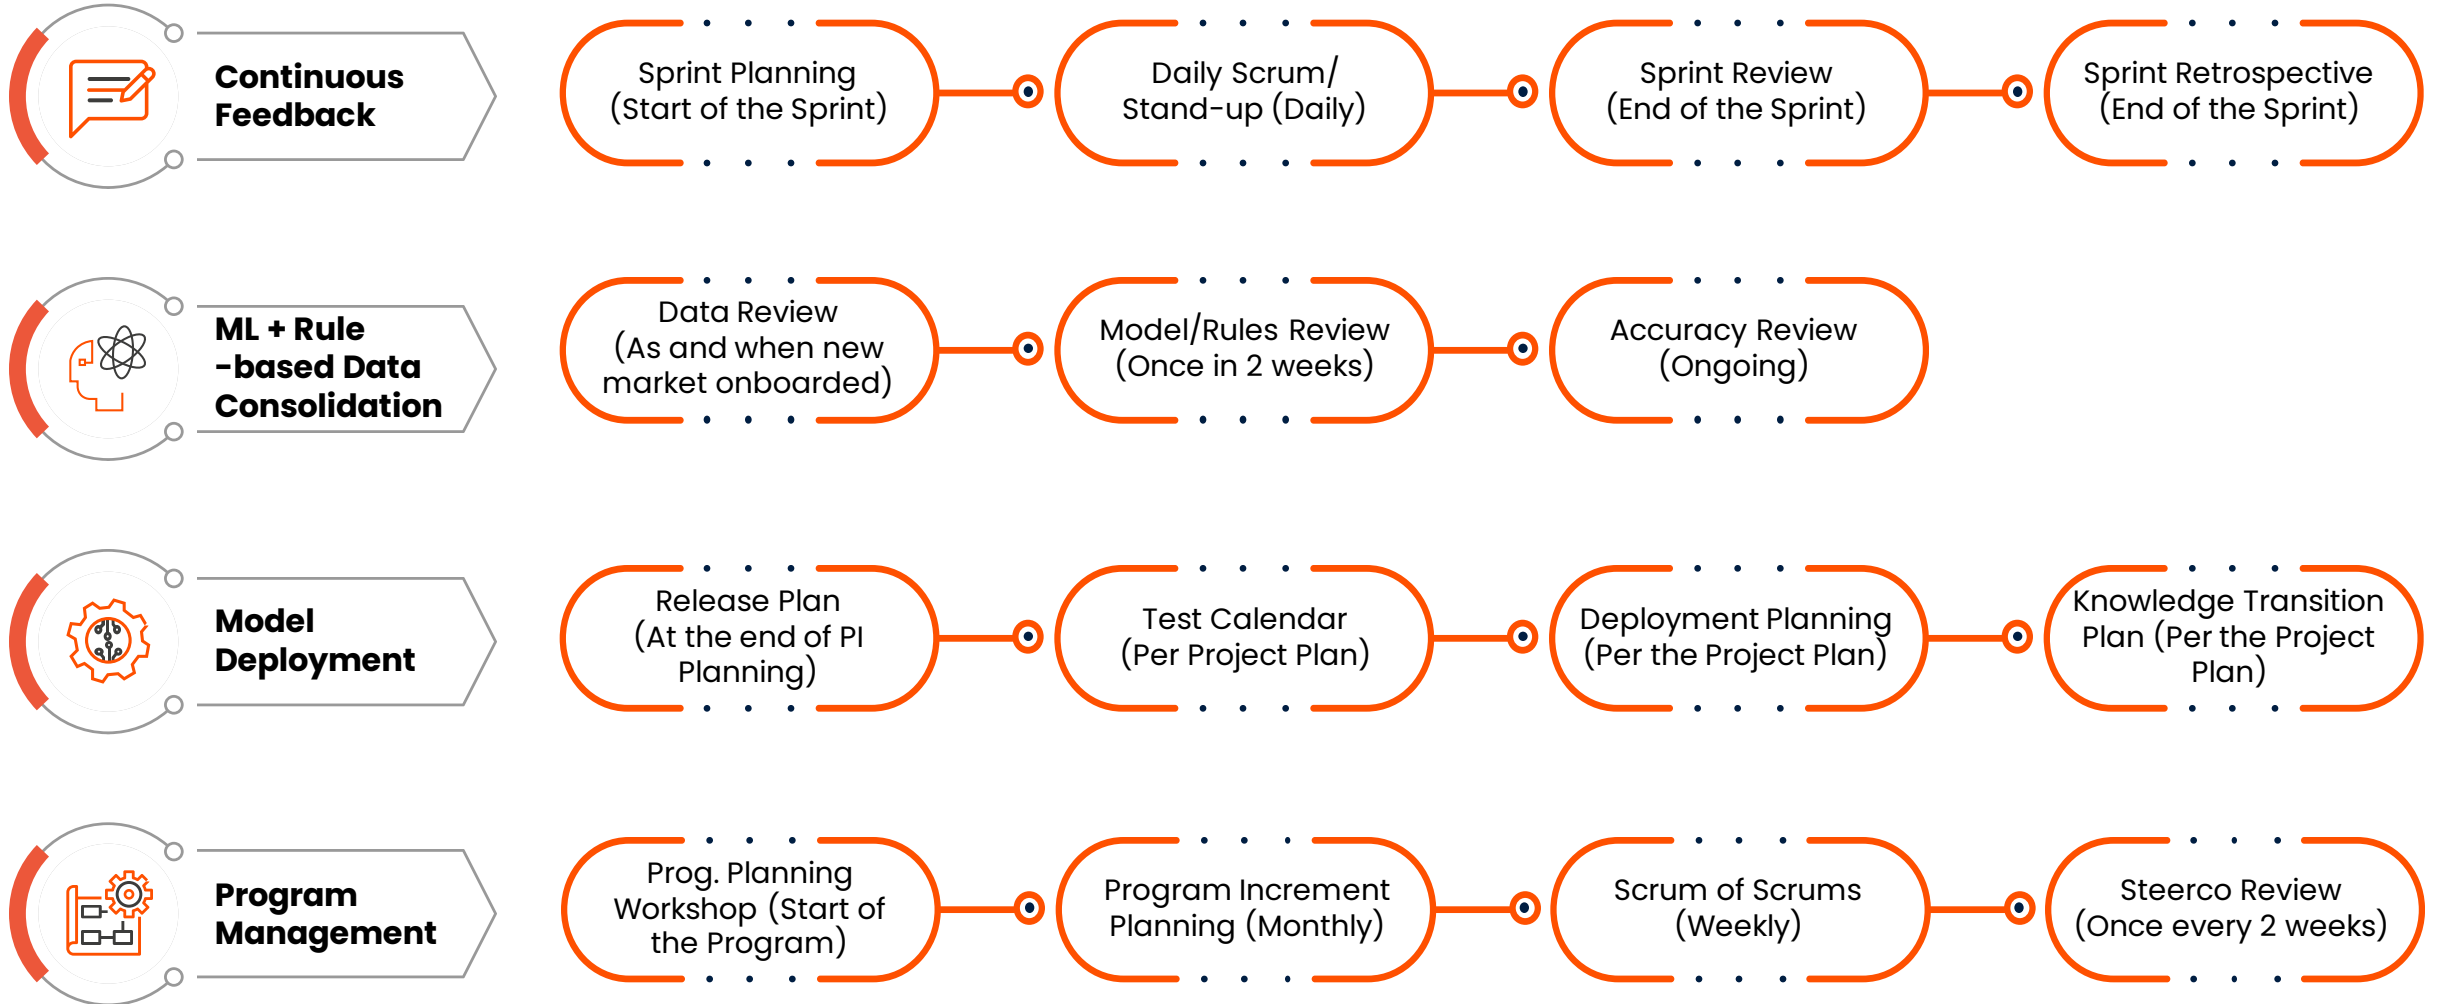 Continuous
Feedback
Sprint Planning
(Start of the Sprint)
Daily Scrum/
Stand-up (Daily)
Sprint Review
(End of the Sprint)
Sprint Retrospective
(End of the Sprint)
ML + Rule
-based Data
Consolidation
Data Review
(As and when new
market onboarded)
Model/Rules Review
(Once in 2 weeks)
Accuracy Review
(Ongoing)
Model
Deployment
Release Plan
(At the end of PI
Planning)
Test Calendar
(Per Project Plan)
Deployment Planning
(Per the Project Plan)
Knowledge Transition
Plan (Per the Project
Plan)
Program
Management
Prog. Planning
Workshop (Start of
the Program)
Program Increment
Planning (Monthly)
Scrum of Scrums
(Weekly)
Steerco Review
(Once every 2 weeks)